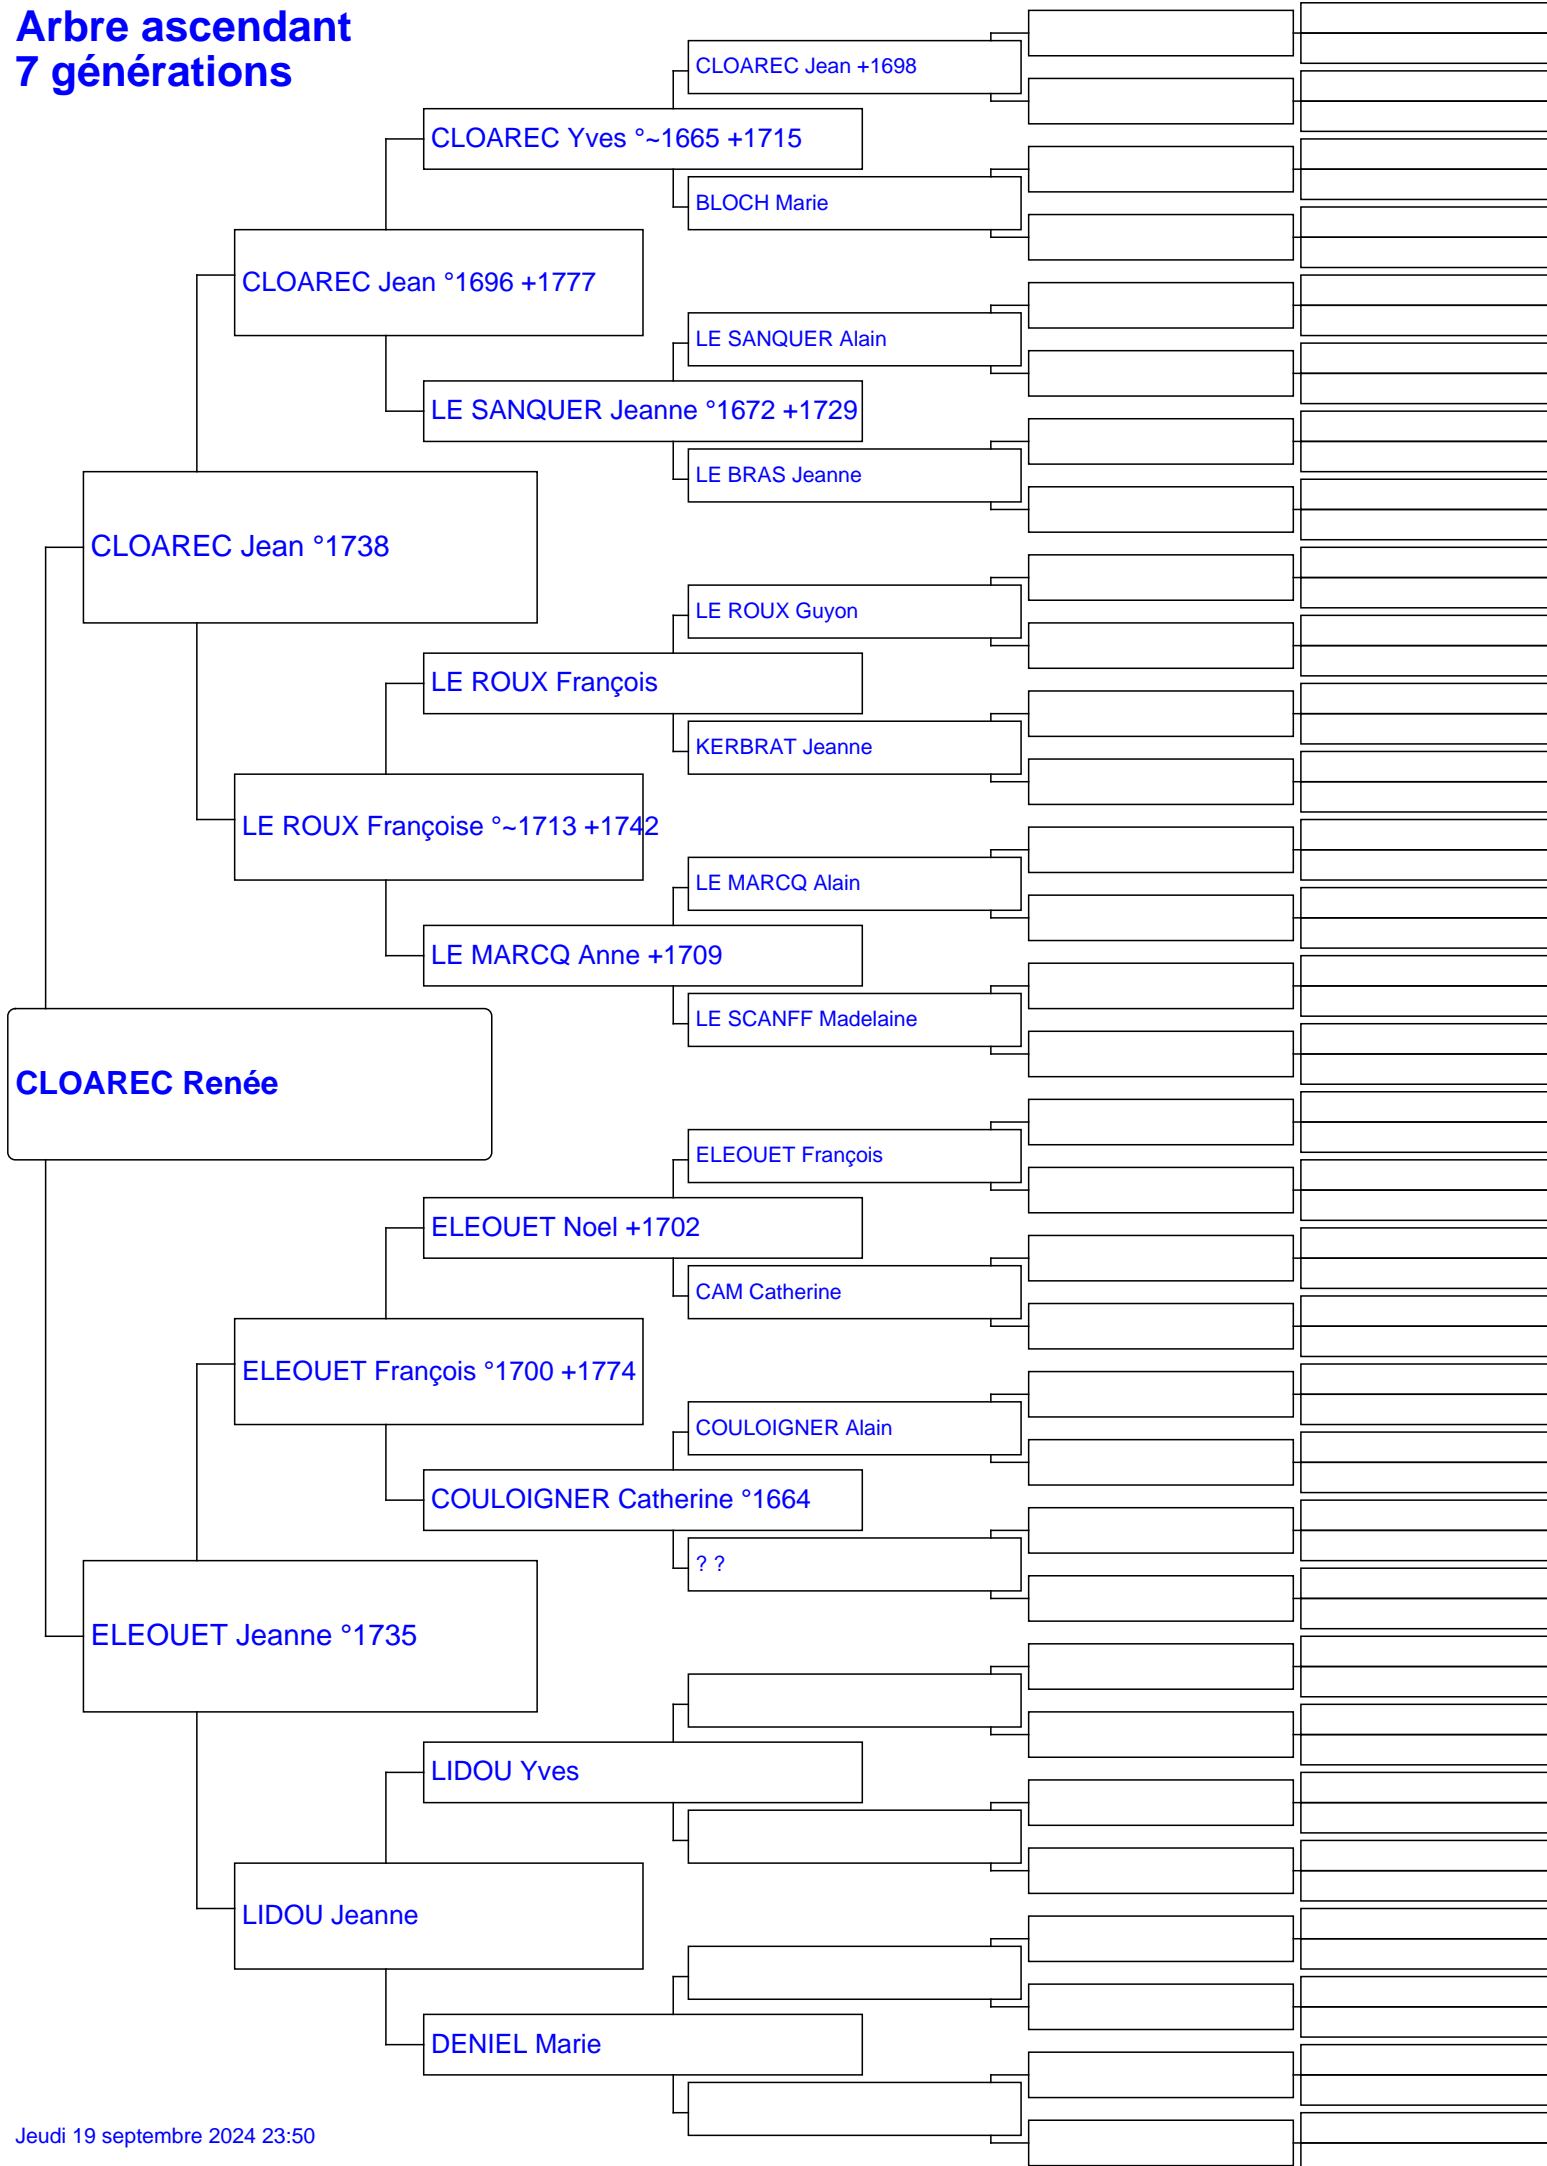 Arbre ascendant
7 générations
CLOAREC Jean +1698
CLOAREC Yves °~1665 +1715
BLOCH Marie
CLOAREC Jean °1696 +1777
LE SANQUER Alain
LE SANQUER Jeanne °1672 +1729
LE BRAS Jeanne
CLOAREC Jean °1738
LE ROUX Guyon
LE ROUX François
KERBRAT Jeanne
LE ROUX Françoise °~1713 +1742
LE MARCQ Alain
LE MARCQ Anne +1709
LE SCANFF Madelaine
CLOAREC Renée
ELEOUET François
ELEOUET Noel +1702
CAM Catherine
ELEOUET François °1700 +1774
COULOIGNER Alain
COULOIGNER Catherine °1664
? ?
ELEOUET Jeanne °1735
LIDOU Yves
LIDOU Jeanne
DENIEL Marie
Jeudi 19 septembre 2024 23:50